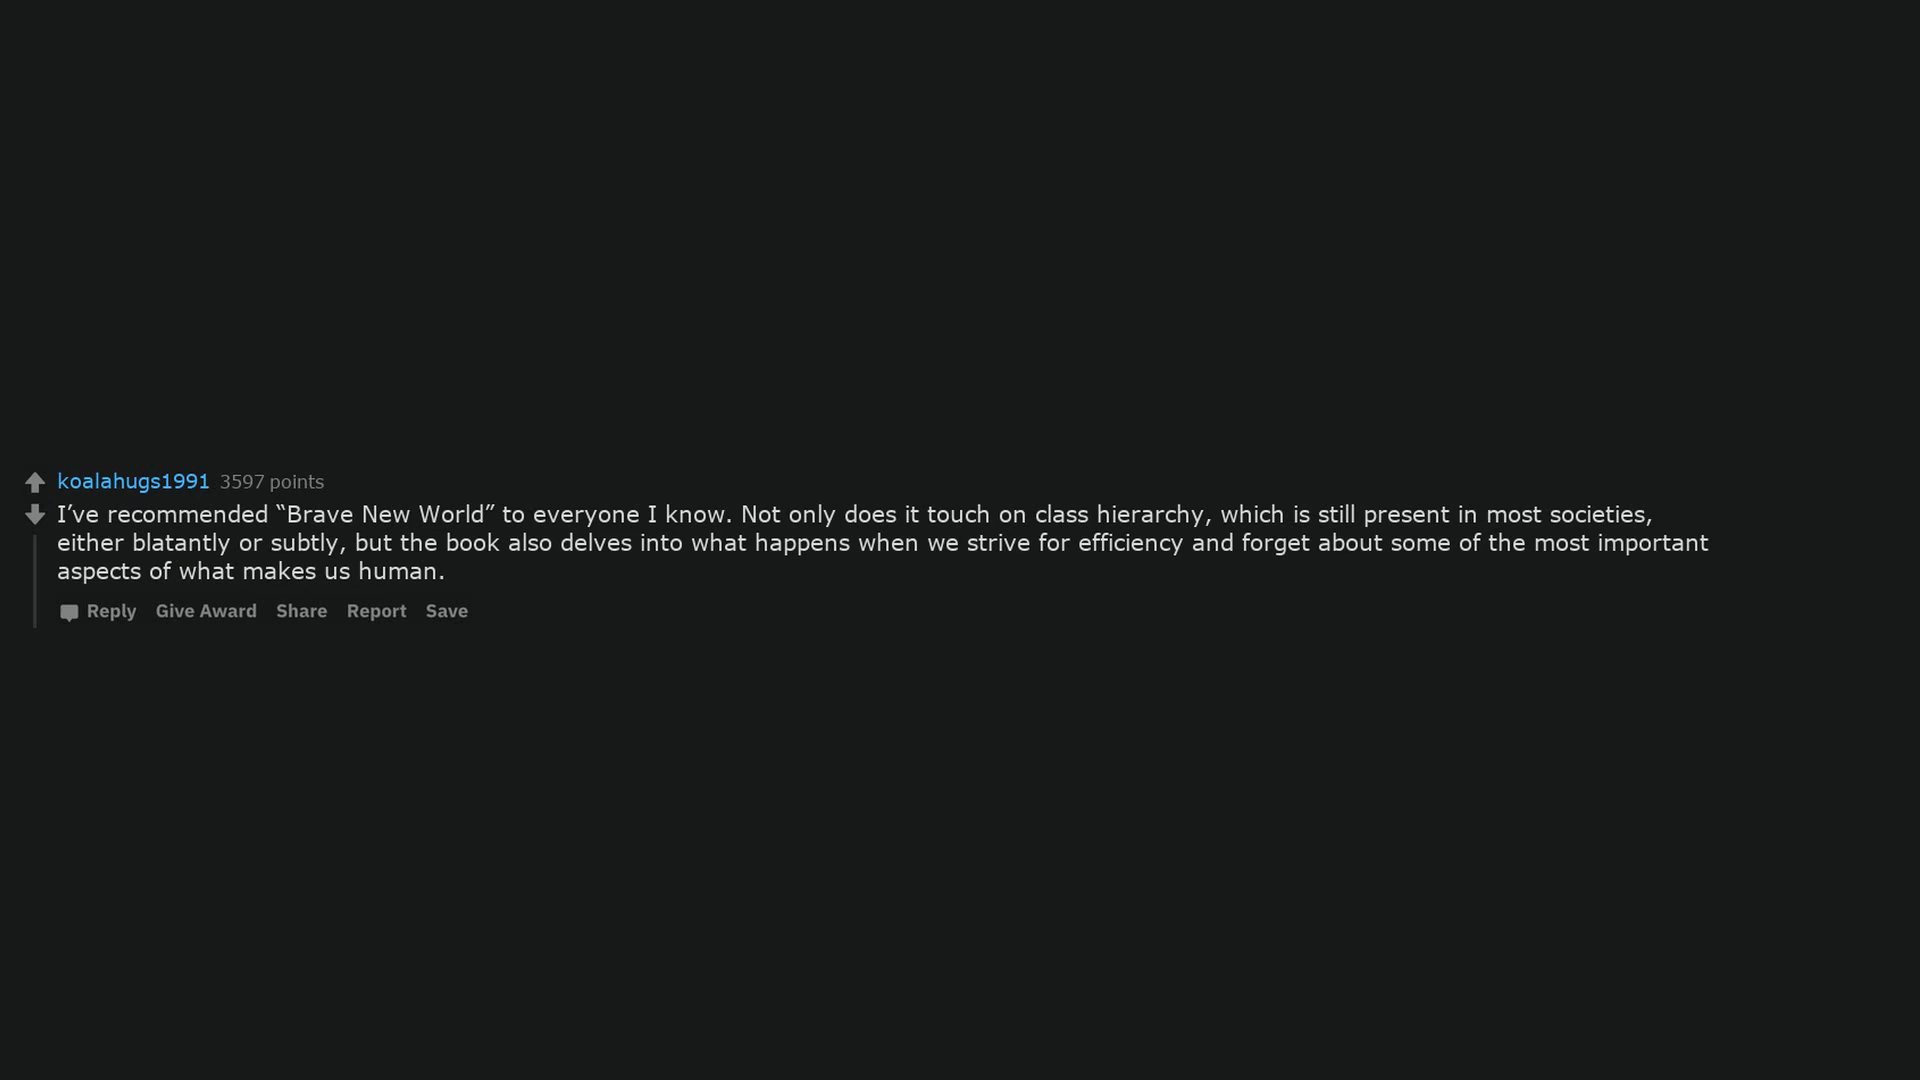 koalahugs1991 3597 points
I’ve recommended “Brave New World” to everyone I know. Not only does it touch on class hierarchy, which is still present in most societies,
either blatantly or subtly, but the book also delves into what happens when we strive for efficiency and forget about some of the most important
aspects of what makes us human.
Reply Give Award Share Report Save